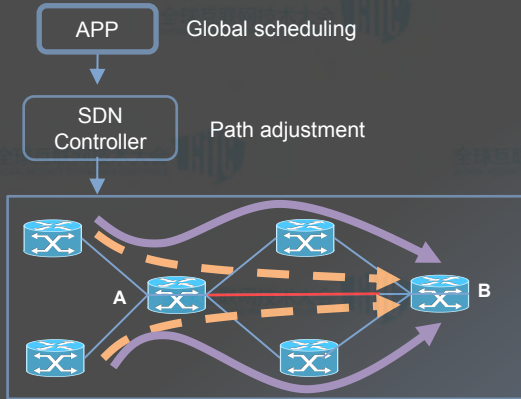 APP
Global scheduling
SDN
Controller
Path adjustment
A
B